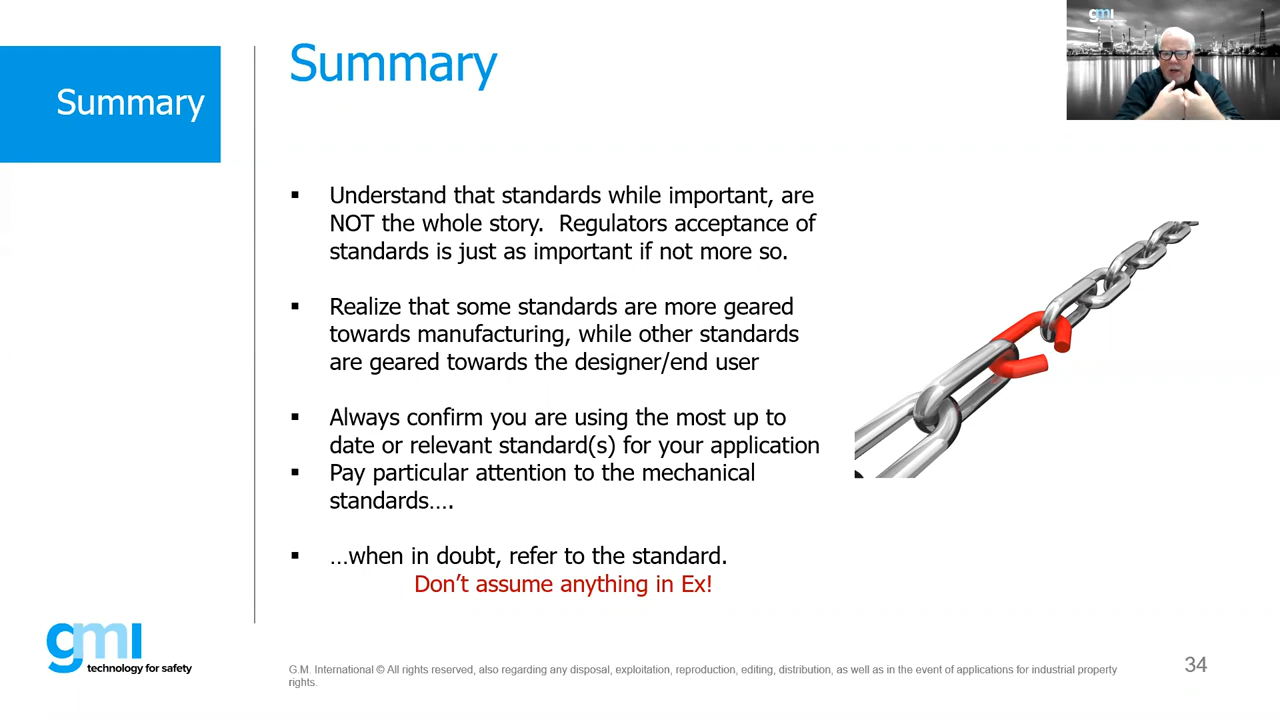 Summary
Summary
gmi
▪ Understand that standards while important, are
NOT the whole story. Regulators acceptance of
standards is just as important if not more so.
▪ Realize that some standards are more geared
towards manufacturing, while other standards
are geared towards the designer/end user
▪ Always confirm you are using the most up to
date or relevant standard(s) for your application
▪ Pay particular attention to the mechanical
standards….
▪ …when in doubt, refer to the standard.
Don’t assume anything in Ex!
gmi
technology for safety
G.M. International © All rights reserved, also regarding any disposal, exploitation, reproduction, editing, distribution, as well as in the event of applications for industrial property
rights.
34